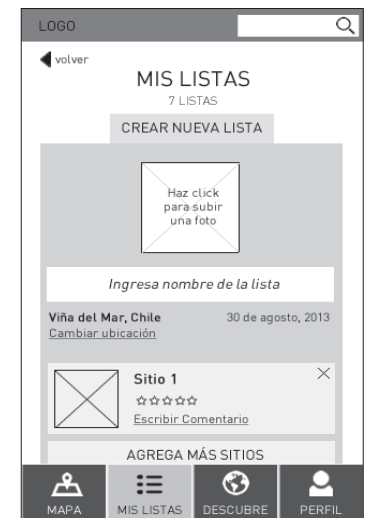 LOGO
volver
MIS LISTAS
7 LISTAS
CREAR NUEVA LISTA
Haz click
para subir
una foto
Ingresa nombre de la lista
Viña del Mar, Chile 30 de agosto, 2013
Cambiar ubicación
Sitio 1
Escribir Comentario
AGREGA MÁS SITIOS
MAPA MIS LISTAS DESCUBRE PERFIL